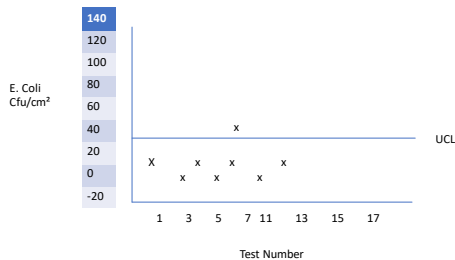 140
120
100
E. Coli
80
Cfu/cm²
60
40
x
20
UCL
X x x x
0
x x x
-20
1 3 5 7 11 13 15 17
Test Number